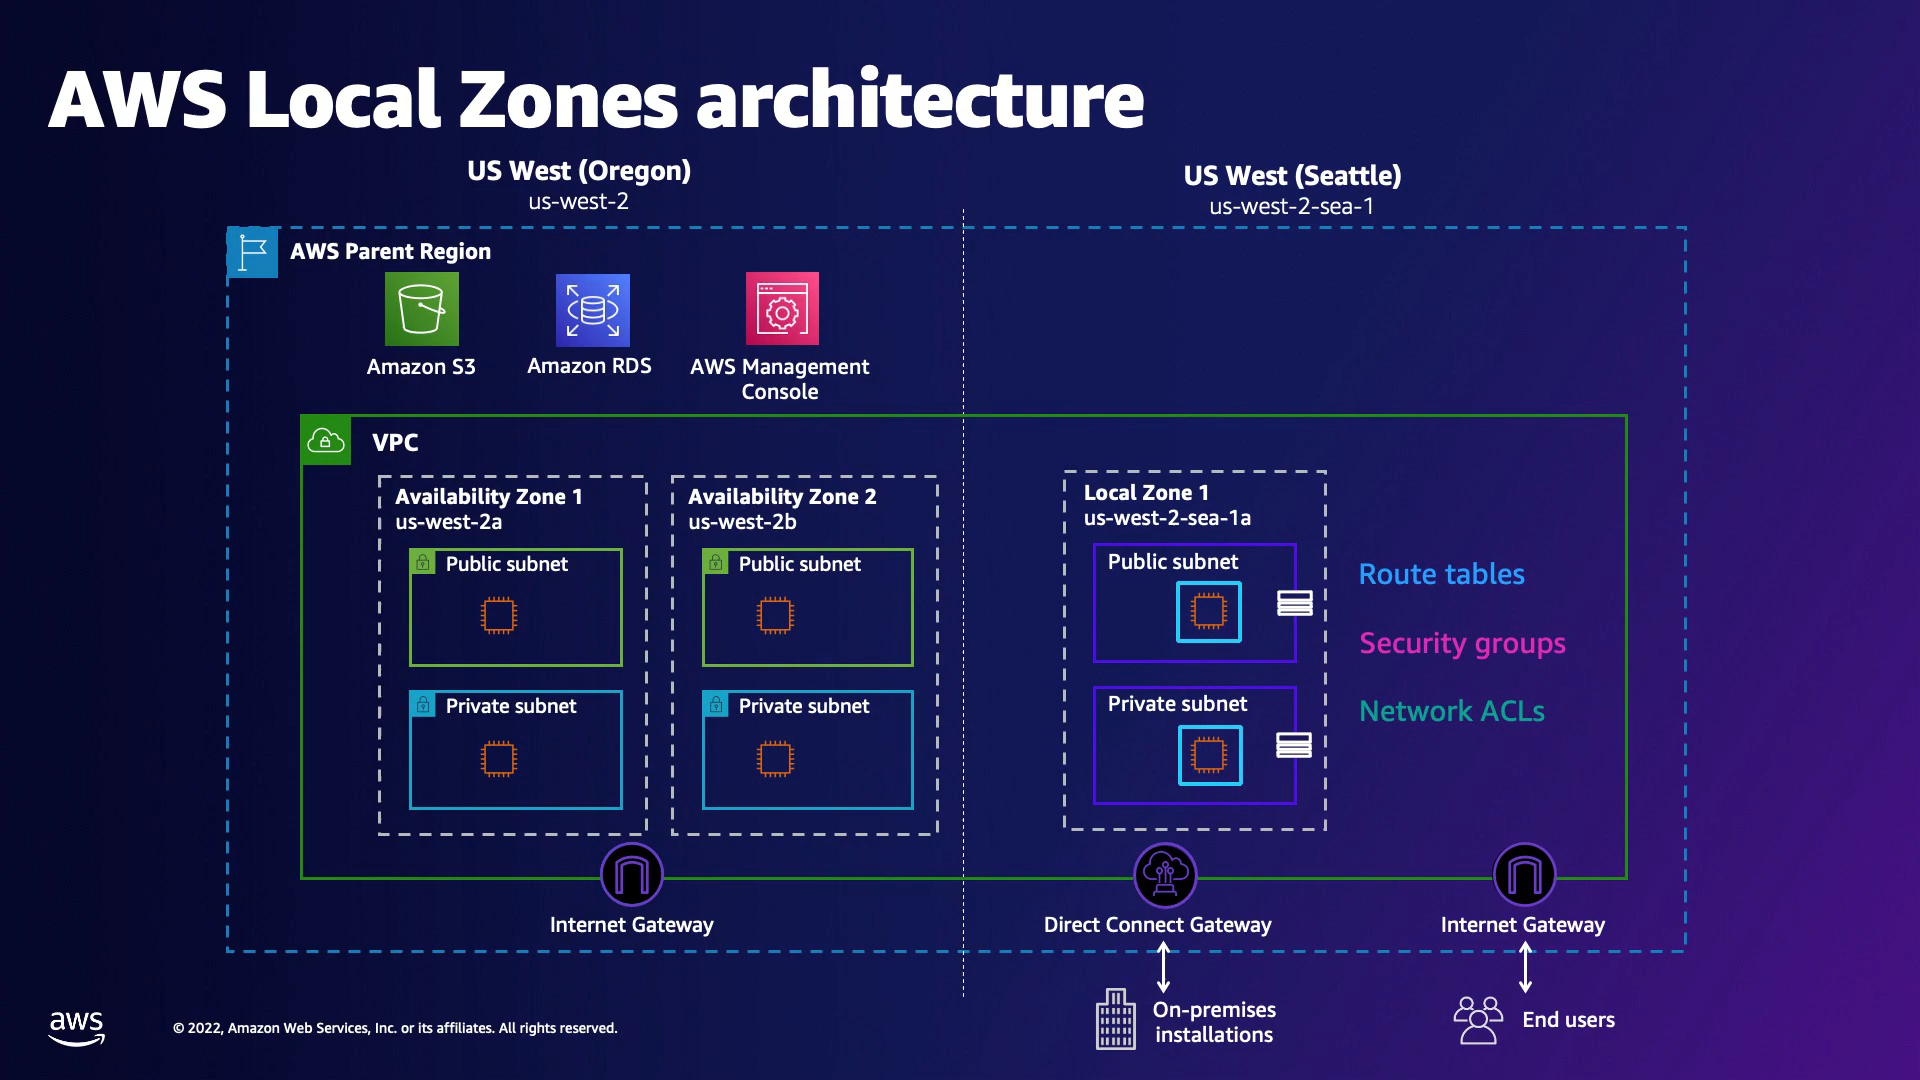 AWS Local Zones architecture
US West (Oregon)
us-west-2
US West (Seattle)
us-west-2-sea-1
AWS Parent Region
Amazon S3
Amazon RDS
AWS Management
Console
VPC
Availability Zone 1
us-west-2a
Public subnet
Private subnet
Availability Zone 2
us-west-2b
Public subnet
Private subnet
Local Zone 1
us-west-2-sea-1a
Public subnet
Private subnet
Route tables
Security groups
Network ACLs
Internet Gateway
Direct Connect Gateway
Internet Gateway
On-premises
installations
End users
aws
© 2022, Amazon Web Services, Inc. or its affiliates. All rights reserved.